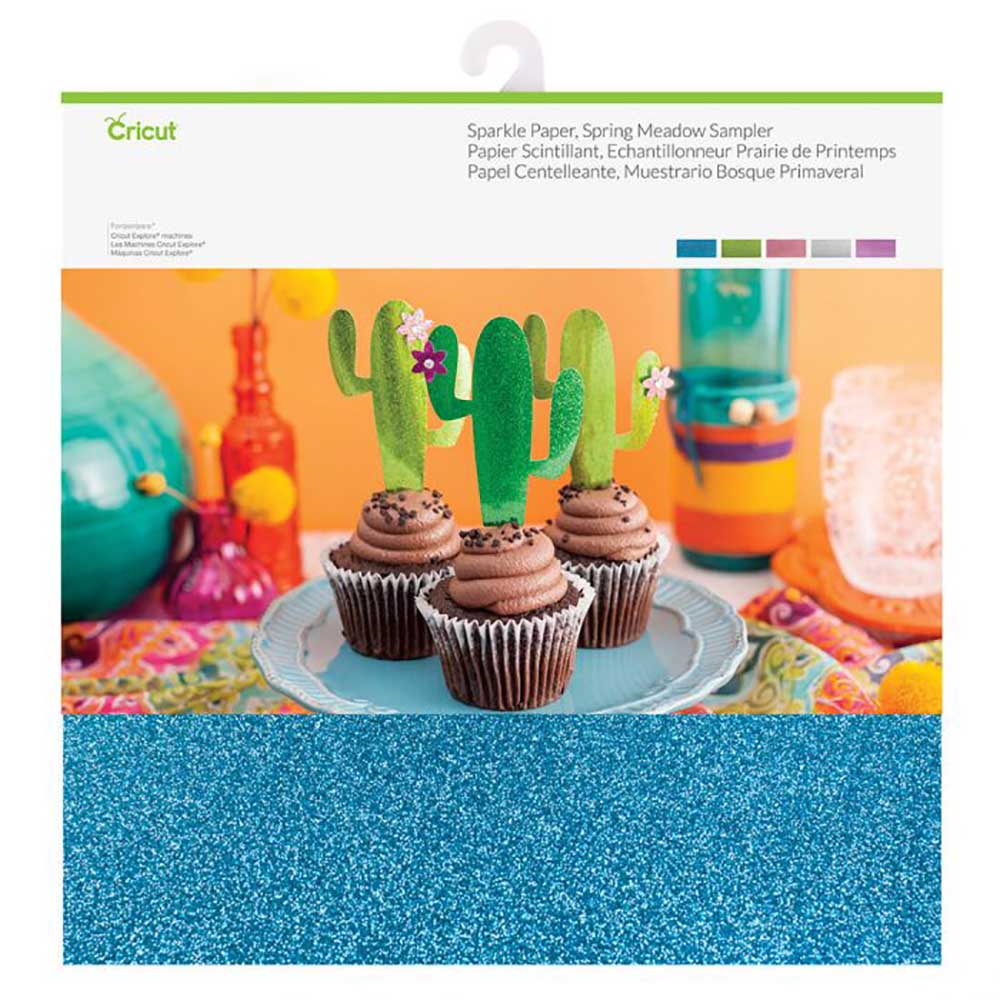 Cricut
Sparkle Paper, Spring Meadow Sampler
Papier Scintillant, Echantillonneur Prairie de Printemps
Papel Centelleante, Muestrario Bosque Primaveral
For/pour/para*
Cricut Explore® machines
Les Machines Cricut Explore®
Máquinas Cricut Explore®